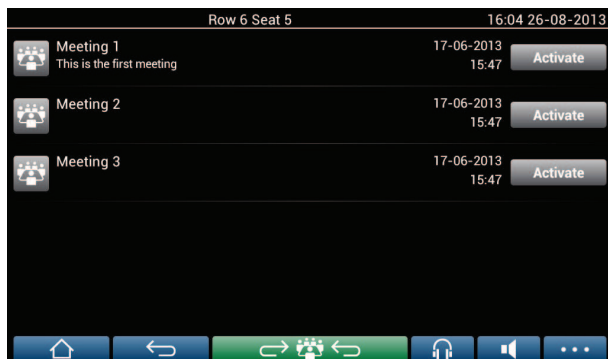 Row 6 Seat 5 16:04 26-08-2013
Meeting 1 17-06-2013
This is the first meeting 15:47 Activate
Meeting 2 17-06-2013
15:47 Activate
Meeting 3 17-06-2013
15:47 Activate